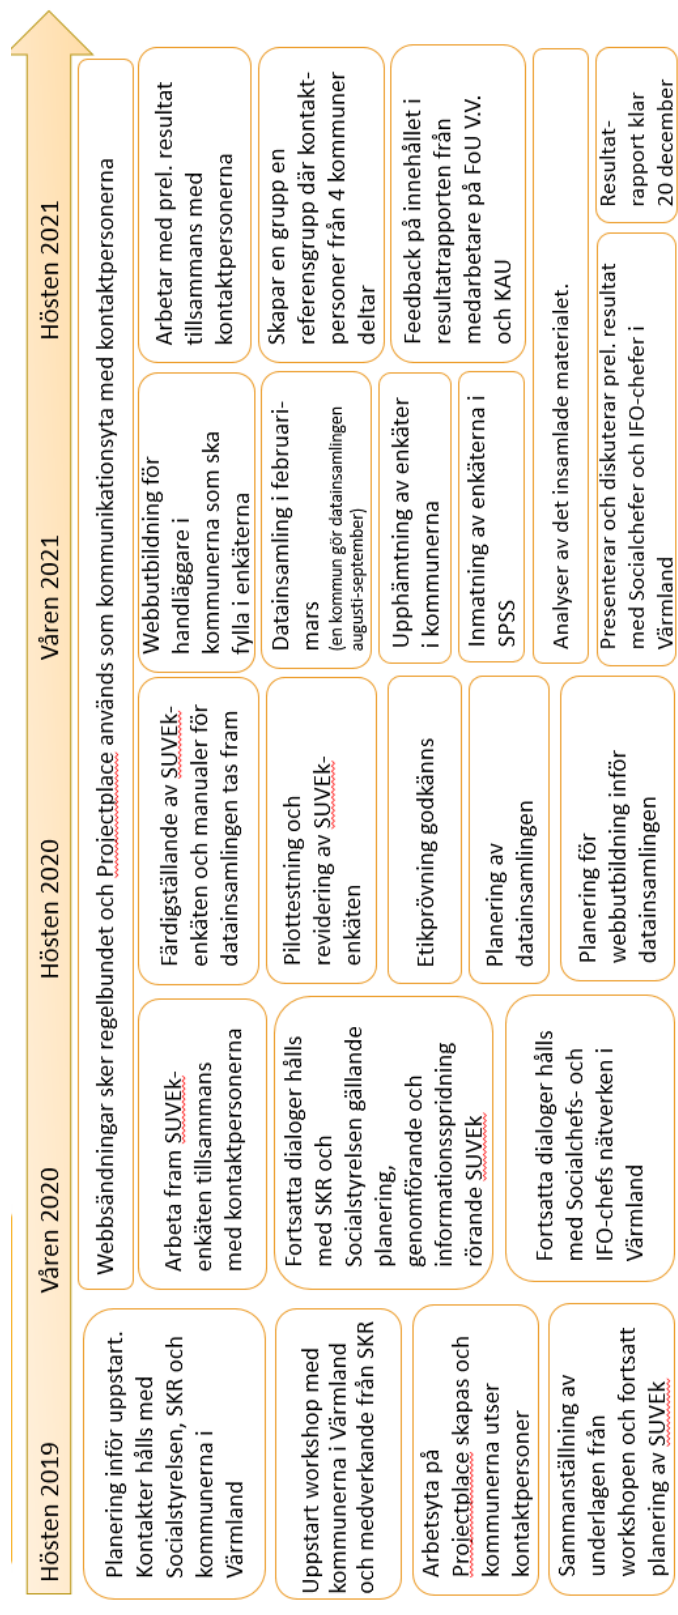 Hösten 2019
Våren 2020
Hösten 2020
Våren 2021
Hösten 2021
Webbsändningar sker regelbundet och Projectplace används som kommunikationsyta med kontaktpersonerna
Planering inför uppstart.
Kontakter hålls med
Socialstyrelsen, SKR och
kommunerna i
Värmland
Uppstart workshop med
kommunerna i Värmland
och medverkande från SKR
Arbetsyta på
Projectplace skapas och
kommunerna utser
kontaktpersoner
Sammanställning av
underlagen från
workshopen och fortsatt
planering av SUVEk
Arbeta fram SUVEk-
enkäten tillsammans
med kontaktpersonerna
Fortsatta dialoger hålls
med SKR och
Socialstyrelsen gällande
planering,
genomförande och
informationsspridning
rörande SUVEk
Fortsatta dialoger hålls
med Socialchefs- och
IFO-chefs nätverken i
Värmland
Färdigställande av SUVEk-
enkäten och manualer för
datainsamlingen tas fram
Pilottestning och
revidering av SUVEk-
enkäten
Etikprövning godkänns
Planering av
datainsamlingen
Planering för
webbutbildning inför
datainsamlingen
Webbutbildning för
handläggare i
kommunerna som ska
fylla i enkäterna
Datainsamling i februari-
mars
(en kommun gör datainsamlingen
augusti-september)
Upphämtning av enkäter
i kommunerna
Inmatning av enkäterna i
SPSS
Analyser av det insamlade materialet.
Presenterar och diskuterar prel. resultat
med Socialchefer och IFO-chefer i
Värmland
Arbetar med prel. resultat
tillsammans med
kontaktpersonerna
Skapar en grupp en
referensgrupp där kontakt-
personer från 4 kommuner
deltar
Feedback på innehållet i
resultatrapporten från
medarbetare på FoU V.V.
och KAU
Resultat-
rapport klar
20 december